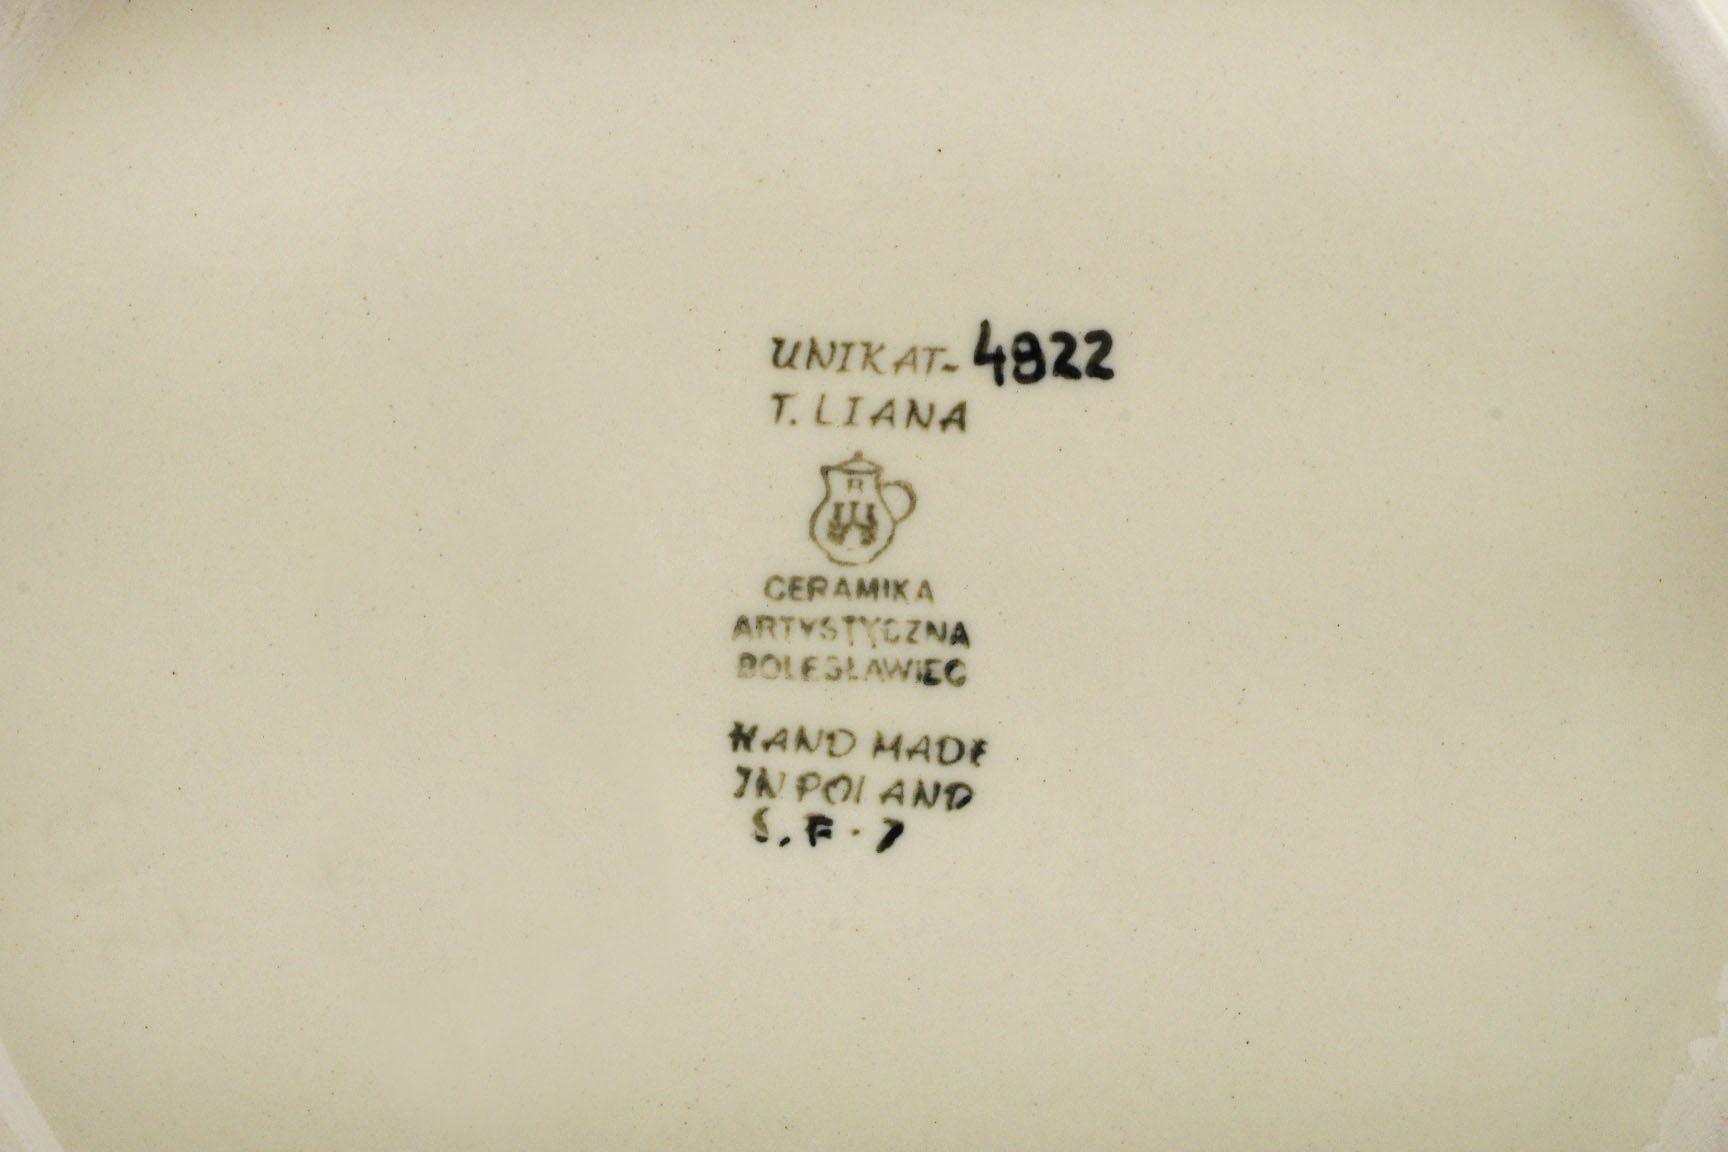 UNIKAT- 4822
T. LIANA
R
CERAMIKA
ARTYSTYCZNA
BOLESŁAWIEC
HAND MADE
IN POLAND
S.F.7